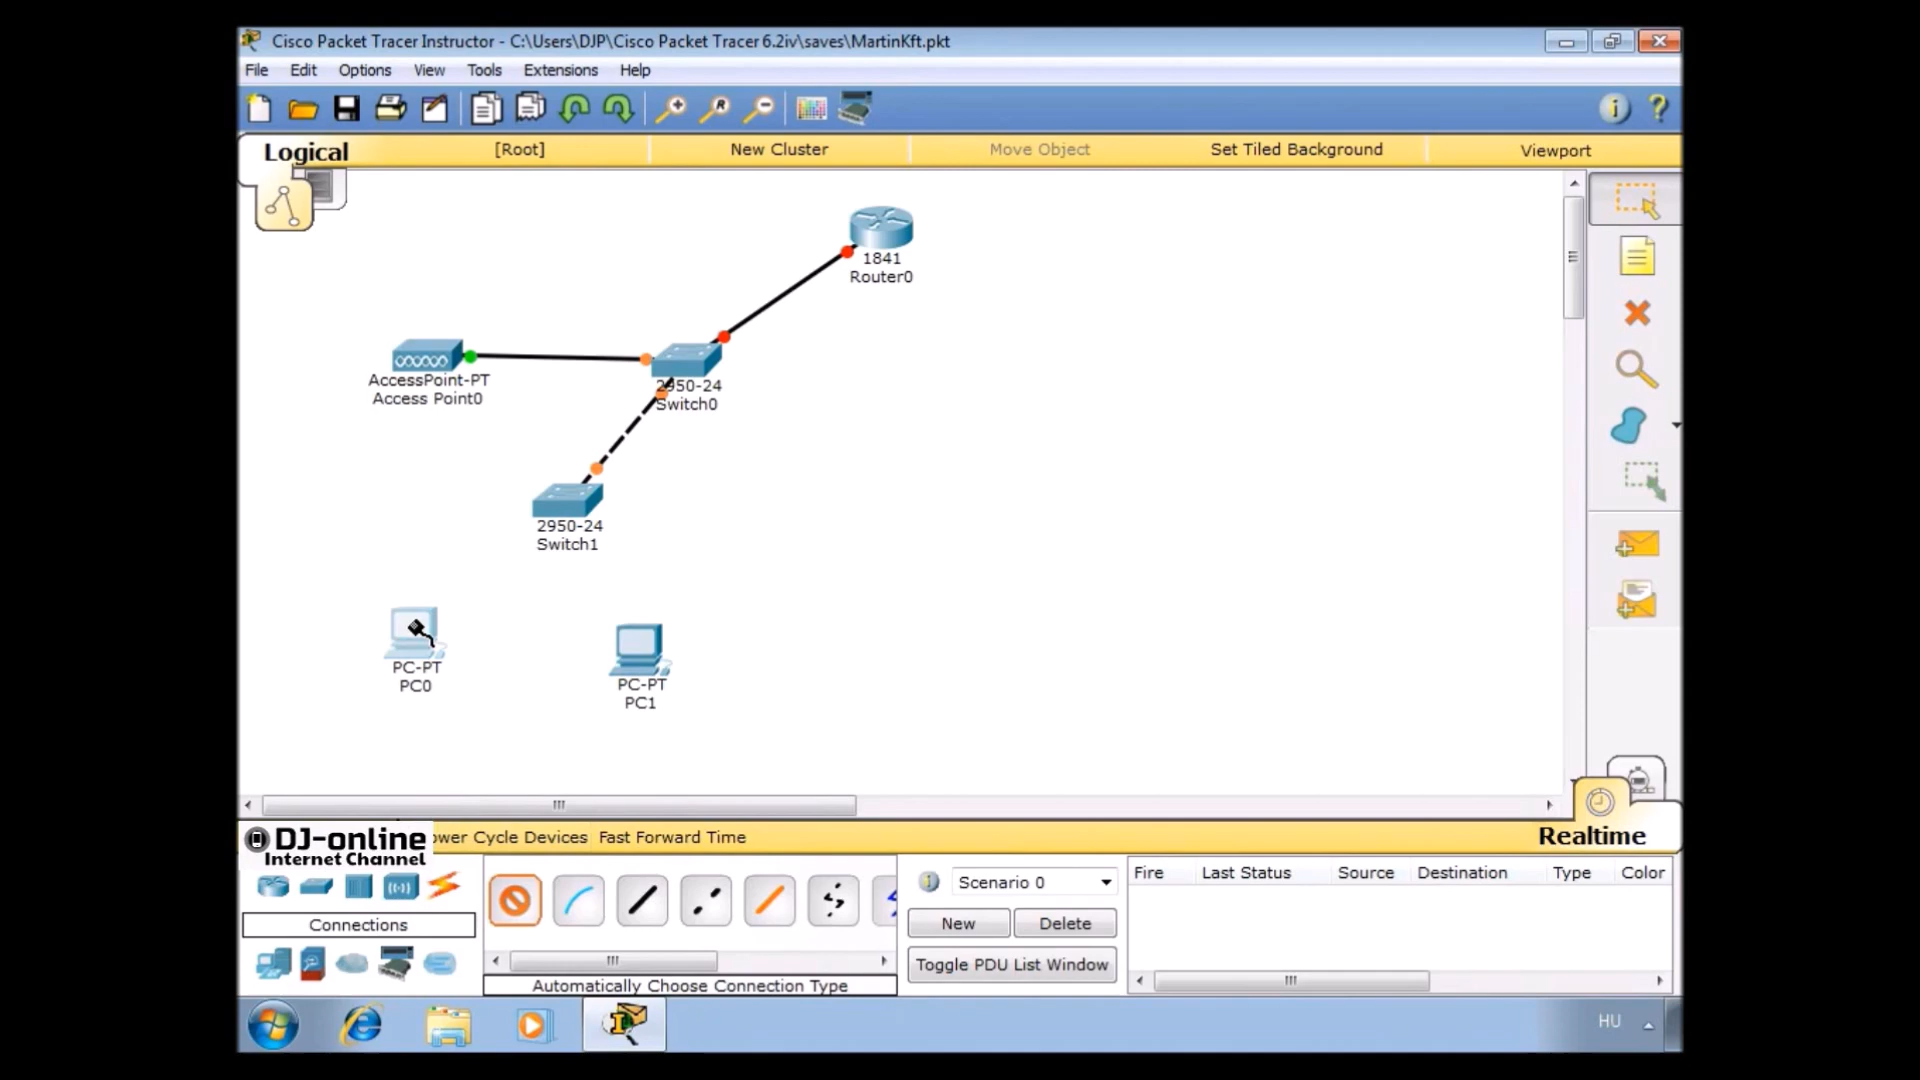 Cisco Packet Tracer Instructor - C:\Users\DJP\Cisco Packet Tracer 6.2iv\saves\MartinKft.pkt
File Edit Options View Tools Extensions Help
Logical [Root] New Cluster Move Object Set Tiled Background Viewport
1841
Router0
AccessPoint-PT
Access Point0
2950-24
Switch0
2950-24
Switch1
PC-PT
PC0
PC-PT
PC1
DJ-online
Internet Channel
ower Cycle Devices Fast Forward Time
Realtime
Connections
Automatically Choose Connection Type
Scenario 0
New Delete
Toggle PDU List Window
Fire Last Status Source Destination Type Color
HU